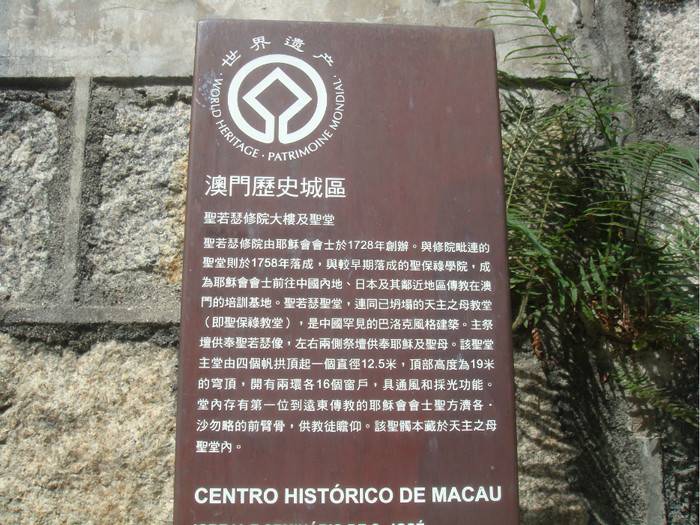 世界遗产
WORLD HERITAGE · PATRIMOINE MONDIAL
澳門歷史城區
聖若瑟修院大樓及聖堂
聖若瑟修院由耶穌會會士於1728年創辦。與修院毗連的
聖堂則於1758年落成，與較早期落成的聖保祿學院，成
為耶穌會會士前往中國內地、日本及其鄰近地區傳教在澳
門的培訓基地。聖若瑟聖堂，連同已坍塌的天主之母教堂
（即聖保祿教堂），是中國罕見的巴洛克風格建築。主祭
壇供奉聖若瑟像，左右兩側祭壇供奉耶穌及聖母。該聖堂
主堂由四個帆拱頂起一個直徑12.5米，頂部高度為19米
的穹頂，開有兩環各16個窗戶，具通風和採光功能。
堂內存有第一位到遠東傳教的耶穌會會士聖方濟各·
沙勿略的前臂骨，供教徒瞻仰。該聖髑本藏於天主之母
聖堂內。
CENTRO HISTÓRICO DE MACAU